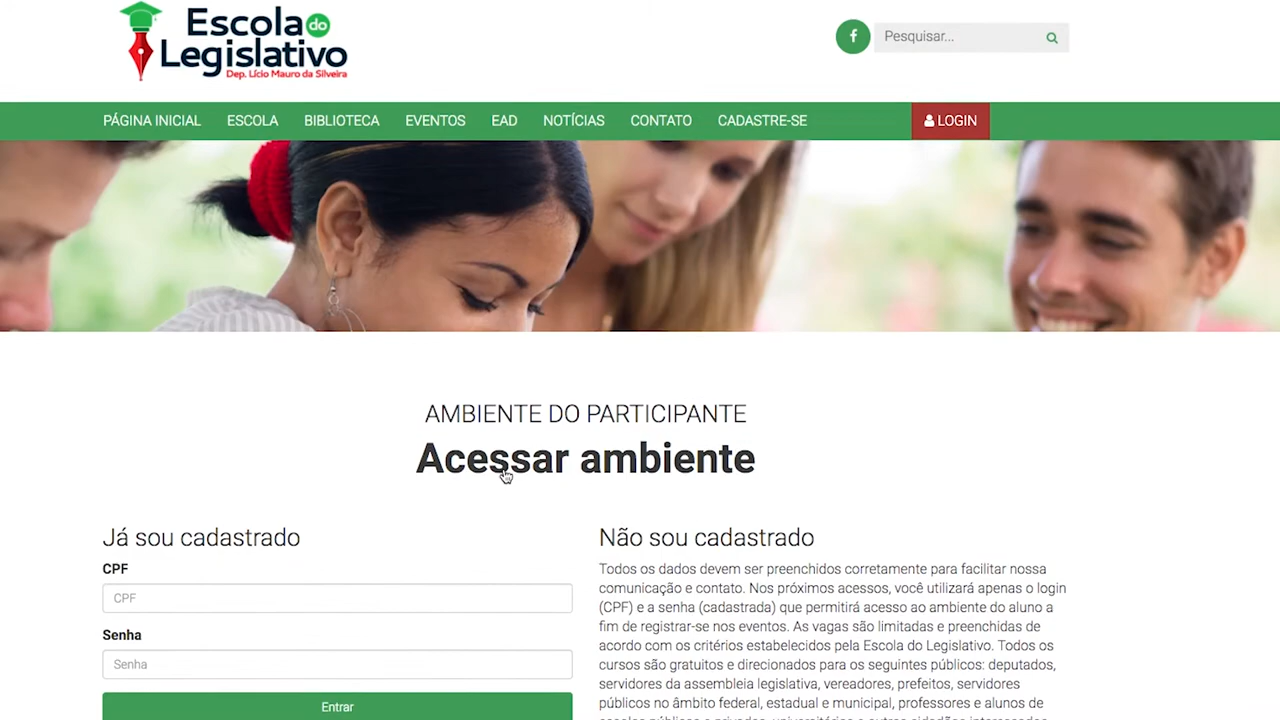 Escola do
Legislativo
Dep. Lício Mauro da Silveira
f
Pesquisar...
PÁGINA INICIAL ESCOLA BIBLIOTECA EVENTOS EAD NOTÍCIAS CONTATO CADASTRE-SE LOGIN
AMBIENTE DO PARTICIPANTE
Acessar ambiente
Já sou cadastrado
CPF
CPF
Senha
Senha
Entrar
Não sou cadastrado
Todos os dados devem ser preenchidos corretamente para facilitar nossa
comunicação e contato. Nos próximos acessos, você utilizará apenas o login
(CPF) e a senha (cadastrada) que permitirá acesso ao ambiente do aluno a
fim de registrar-se nos eventos. As vagas são limitadas e preenchidas de
acordo com os critérios estabelecidos pela Escola do Legislativo. Todos os
cursos são gratuitos e direcionados para os seguintes públicos: deputados,
servidores da assembleia legislativa, vereadores, prefeitos, servidores
públicos no âmbito federal, estadual e municipal, professores e alunos de